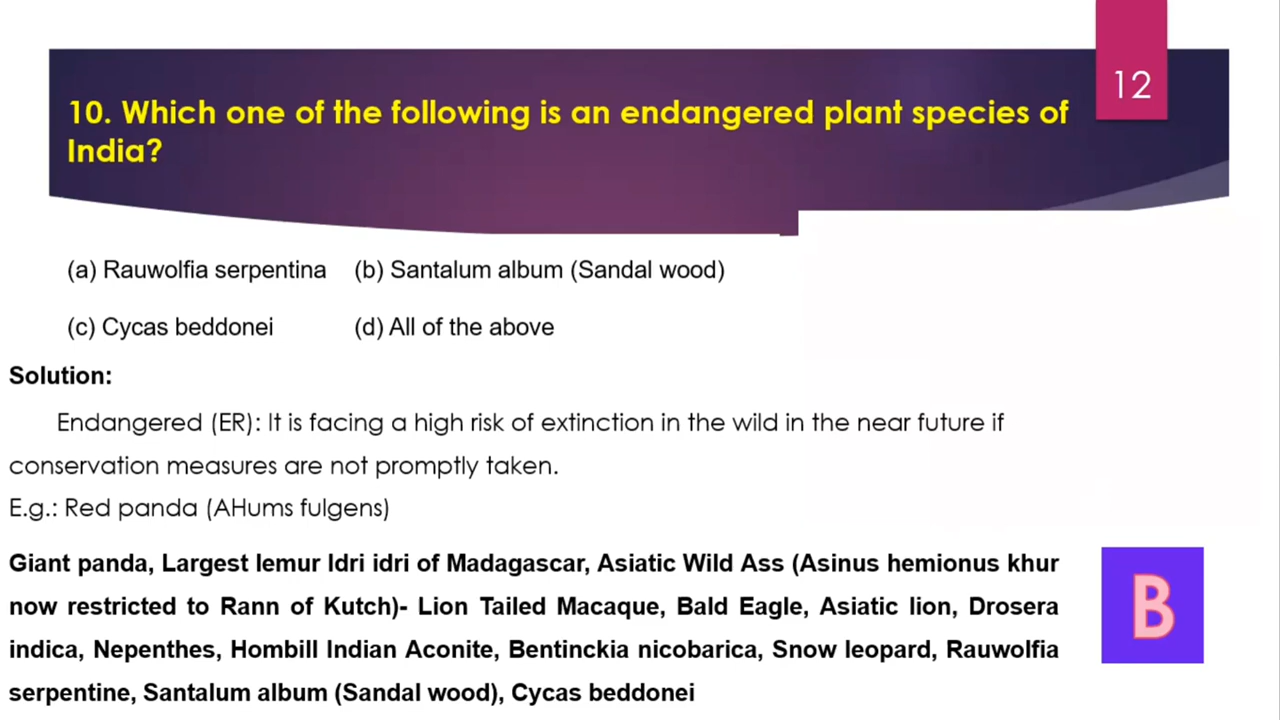 12
10. Which one of the following is an endangered plant species of
India?
(a) Rauwolfia serpentina (b) Santalum album (Sandal wood)
(c) Cycas beddonei (d) All of the above
Solution:
Endangered (ER): It is facing a high risk of extinction in the wild in the near future if
conservation measures are not promptly taken.
E.g.: Red panda (AHums fulgens)
Giant panda, Largest lemur Idri idri of Madagascar, Asiatic Wild Ass (Asinus hemionus khur
now restricted to Rann of Kutch)- Lion Tailed Macaque, Bald Eagle, Asiatic lion, Drosera
indica, Nepenthes, Hombill Indian Aconite, Bentinckia nicobarica, Snow leopard, Rauwolfia
serpentine, Santalum album (Sandal wood), Cycas beddonei
B